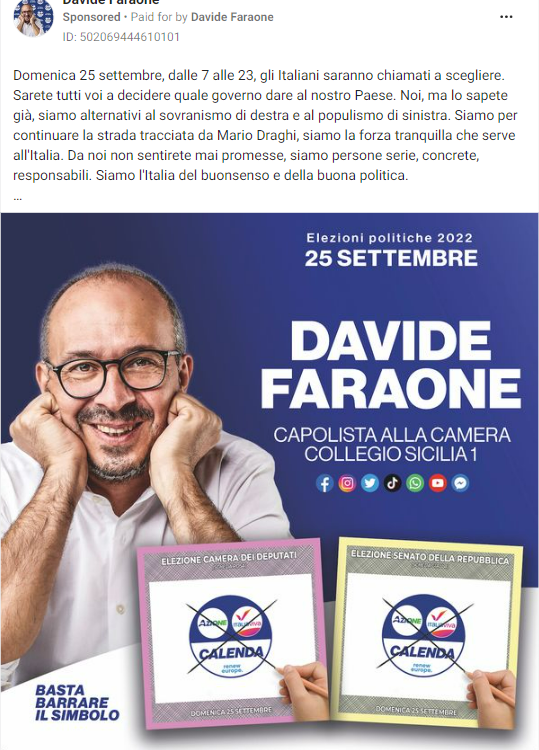 Davide Faraone
Sponsored • Paid for by Davide Faraone
ID: 502069444610101
Domenica 25 settembre, dalle 7 alle 23, gli Italiani saranno chiamati a scegliere.
Sarete tutti voi a decidere quale governo dare al nostro Paese. Noi, ma lo sapete
già, siamo alternativi al sovranismo di destra e al populismo di sinistra. Siamo per
continuare la strada tracciata da Mario Draghi, siamo la forza tranquilla che serve
all'Italia. Da noi non sentirete mai promesse, siamo persone serie, concrete,
responsabili. Siamo l'Italia del buonsenso e della buona politica.
...
Elezioni politiche 2022
25 SETTEMBRE
DAVIDE
FARAONE
CAPOLISTA ALLA CAMERA
COLLEGIO SICILIA 1
ELEZIONE CAMERA DEI DEPUTATI
AZIONE
ITALIAVIVA
CALENDA
renew
europe.
DOMENICA 25 SETTEMBRE
ELEZIONE SENATO DELLA REPUBBLICA
AZIONE
ITALIAVIVA
CALENDA
renew
europe.
DOMENICA 25 SETTEMBRE
BASTA
BARRARE
IL SIMBOLO